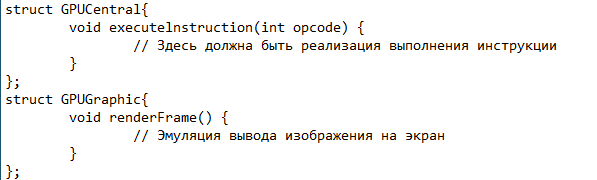 struct GPUCentral{
void executelnstruction(int opcode) {
// Здесь должна быть реализация выполнения инструкции
}
};
struct GPUGraphic{
void renderFrame() {
// Эмуляция вывода изображения на экран
}
};